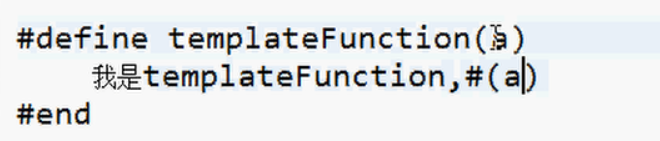 #define templateFunction(a)
我是templateFunction,#(a)
#end